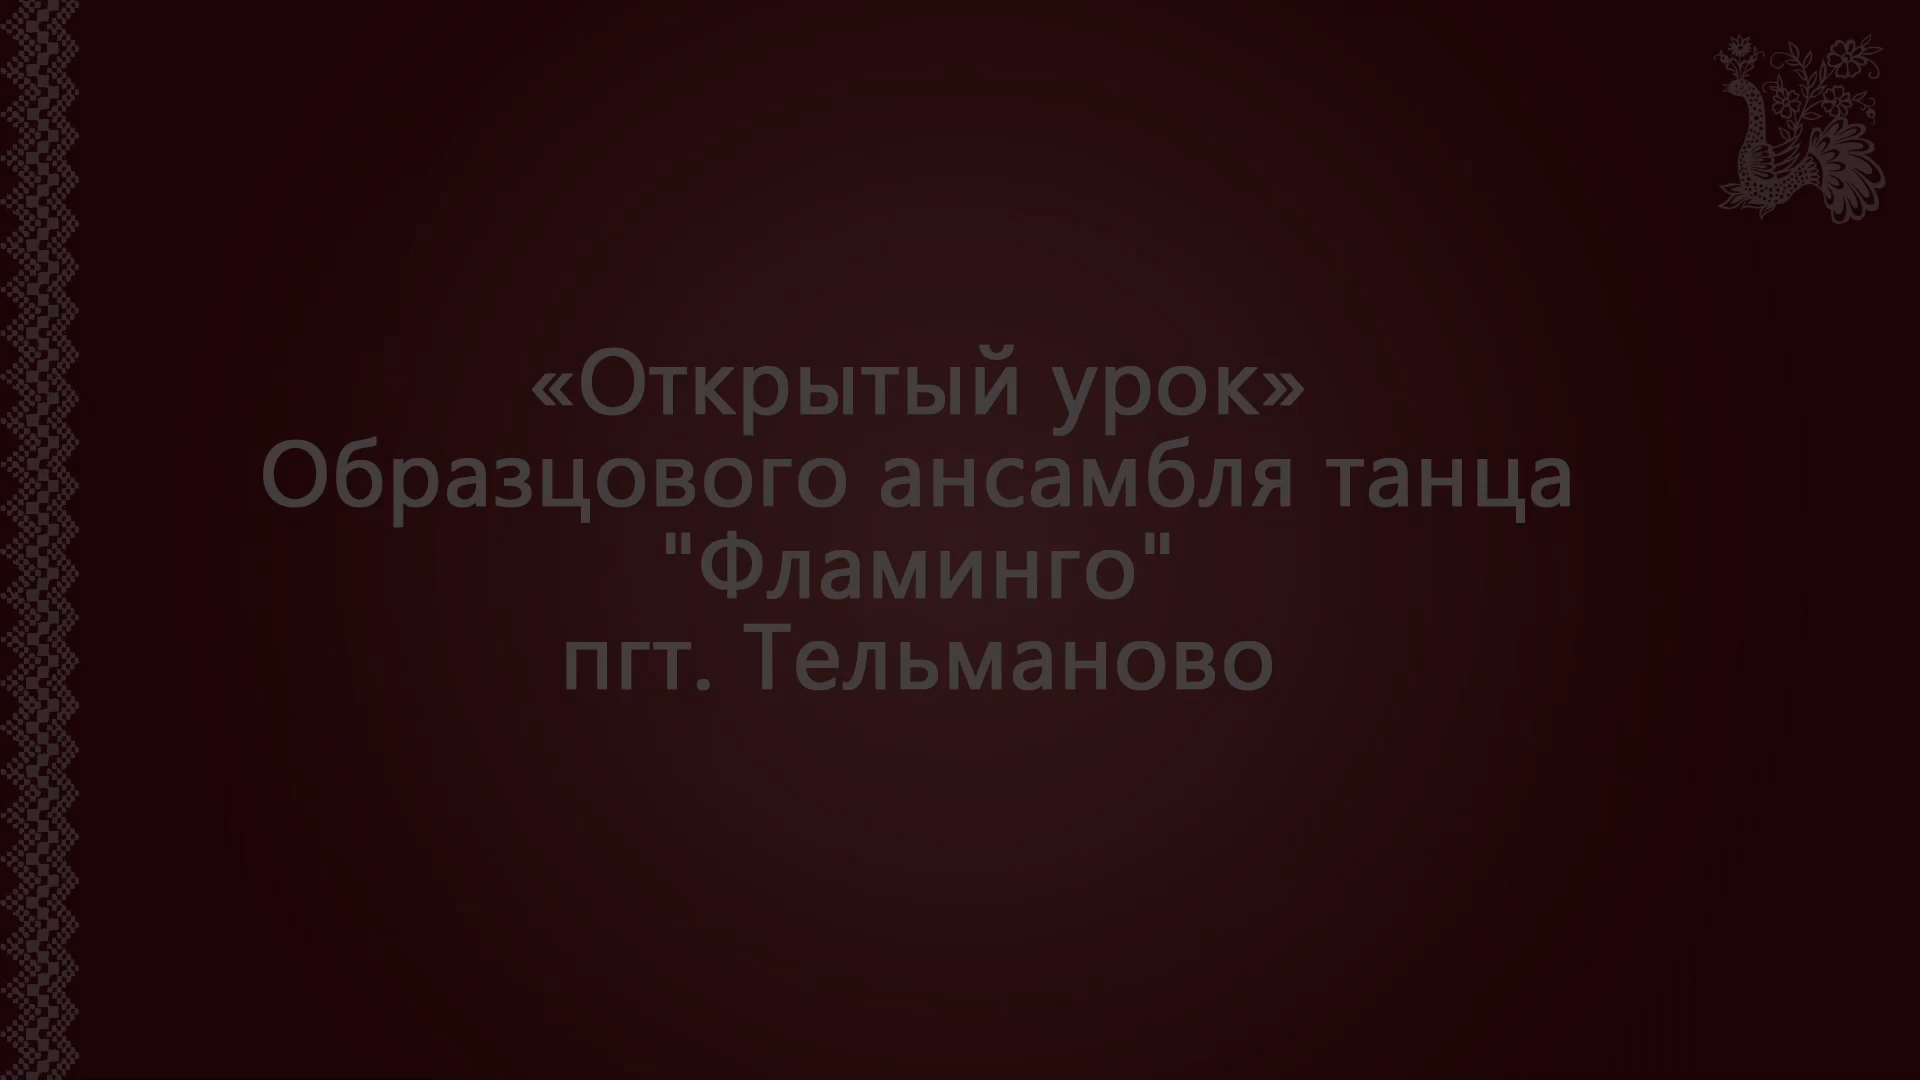 «Открытый урок»
Образцового ансамбля танца
"Фламинго"
пгт. Тельманово